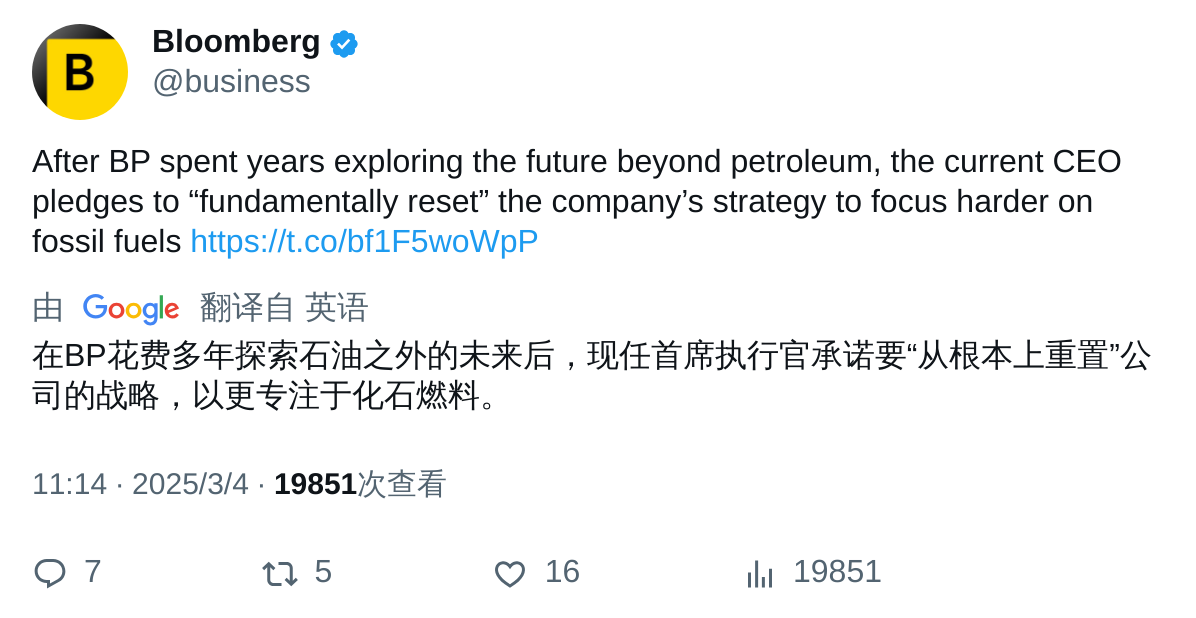 B
Bloomberg
@business
After BP spent years exploring the future beyond petroleum, the current CEO
pledges to “fundamentally reset” the company’s strategy to focus harder on
fossil fuels https://t.co/bf1F5woWpP
由 Google 翻译自 英语
在BP花费多年探索石油之外的未来后，现任首席执行官承诺要“从根本上重置”公
司的战略，以更专注于化石燃料。
11:14 · 2025/3/4 · 19851次查看
7 5 16 19851